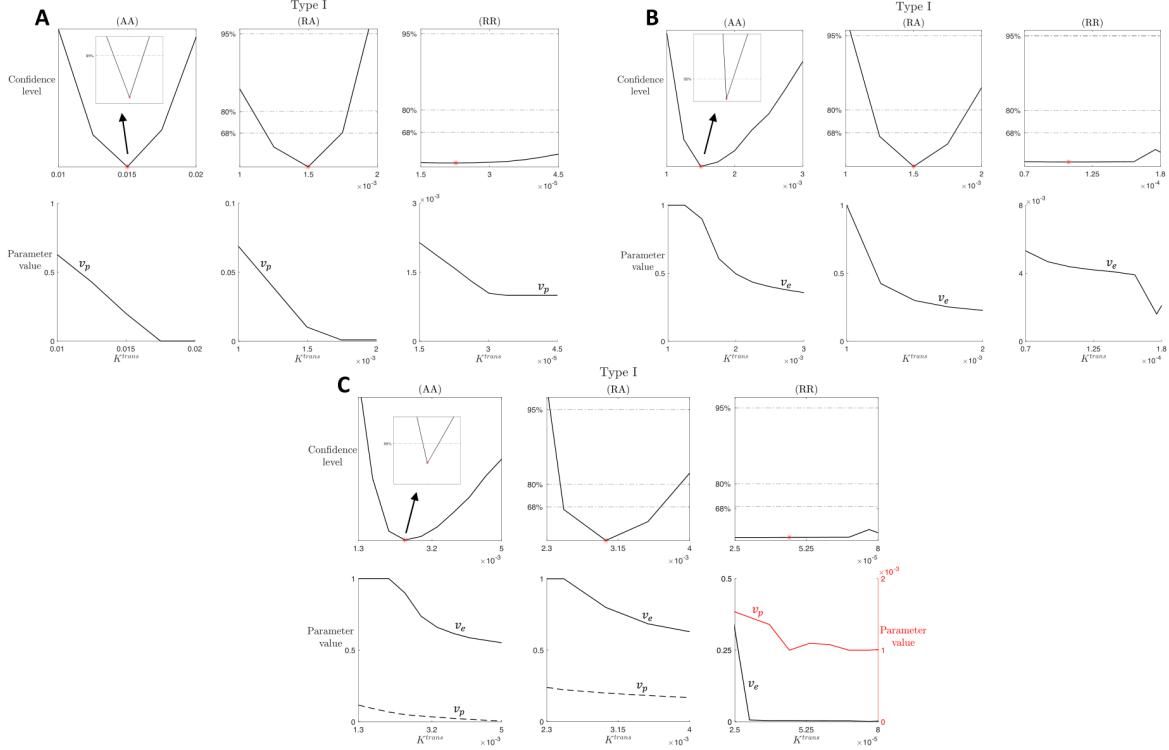 A
Type I
(AA)
(RA)
(RR)
Confidence
level
95%
80%
68%
95%
80%
68%
0.01
0.015
0.02
1
1.5
2
×10⁻³
1.5
3
4.5
×10⁻⁵
Parameter
value
1
0.5
0
v_p
0.01
0.015
0.02
K^trans
0.1
0.05
0
v_p
1
1.5
2
K^trans
×10⁻³
×10⁻³
3
1.5
0
v_p
1.5
3
4.5
K^trans
×10⁻⁵
B
Type I
(AA)
(RA)
(RR)
Confidence
level
95%
80%
68%
95%
80%
68%
1
2
3
×10⁻³
1
1.5
2
×10⁻³
0.7
1.25
1.8
×10⁻⁴
Parameter
value
1
0.5
0
v_e
1
2
3
K^trans
×10⁻³
1
0.5
0
v_e
1
1.5
2
K^trans
×10⁻³
×10⁻³
8
4
0
v_e
0.7
1.25
1.8
K^trans
×10⁻⁴
C
Type I
(AA)
(RA)
(RR)
Confidence
level
95%
80%
68%
95%
80%
68%
1.3
3.2
5
×10⁻³
2.3
3.15
4
×10⁻³
2.5
5.25
8
×10⁻⁵
Parameter
value
1
0.5
0
v_e
v_p
1.3
3.2
5
K^trans
×10⁻³
1
0.5
0
v_e
v_p
2.3
3.15
4
K^trans
×10⁻³
0.5
0.25
0
v_p
v_e
×10⁻³
2
1
0
Parameter
value
2.5
5.25
8
K^trans
×10⁻⁵